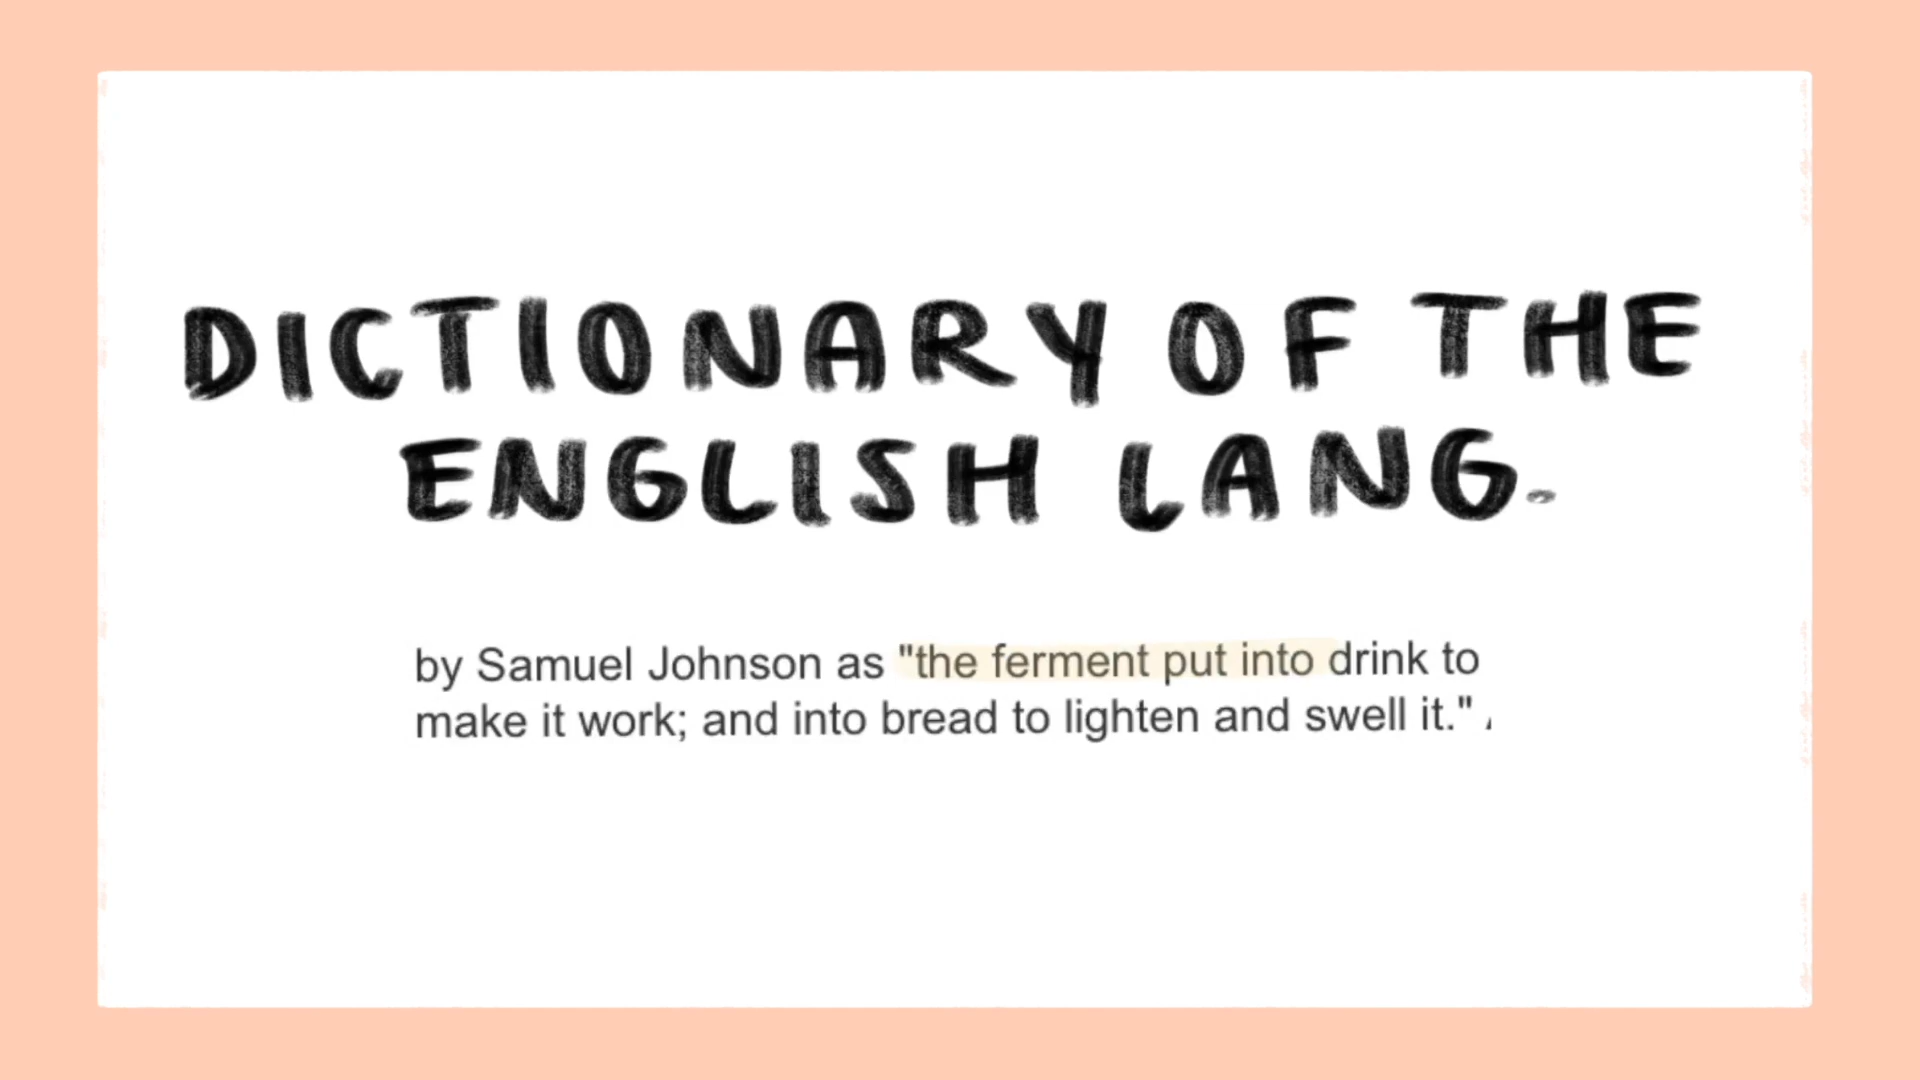 DICTIONARY OF THE
ENGLISH LANG.
by Samuel Johnson as "the ferment put into drink to
make it work; and into bread to lighten and swell it."